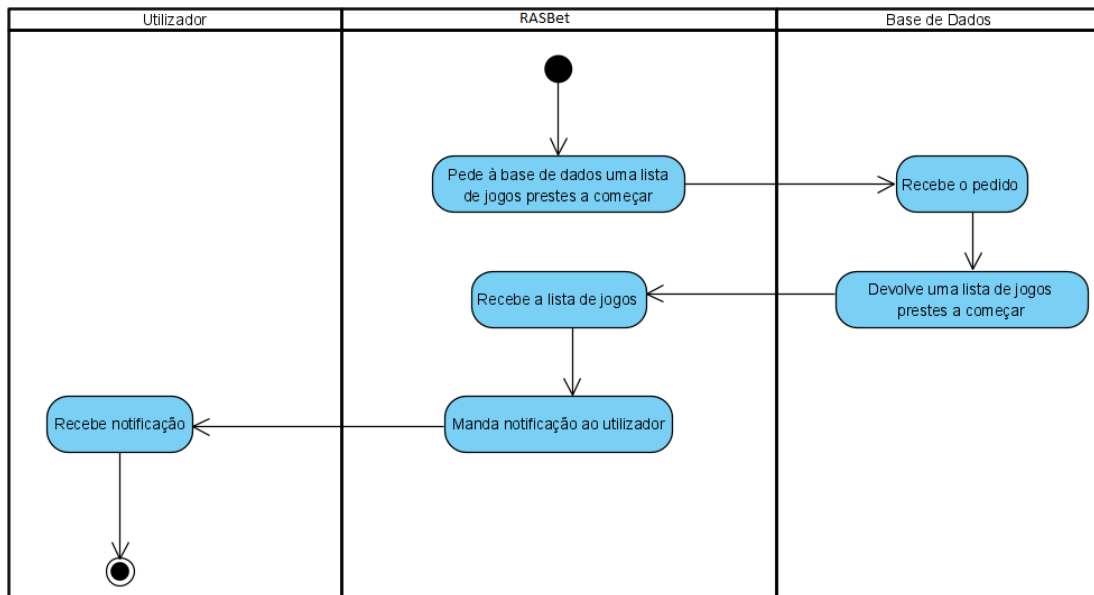 Utilizador
RASBet
Base de Dados
Pede à base de dados uma lista
de jogos prestes a começar
Recebe o pedido
Recebe a lista de jogos
Devolve uma lista de jogos
prestes a começar
Recebe notificação
Manda notificação ao utilizador